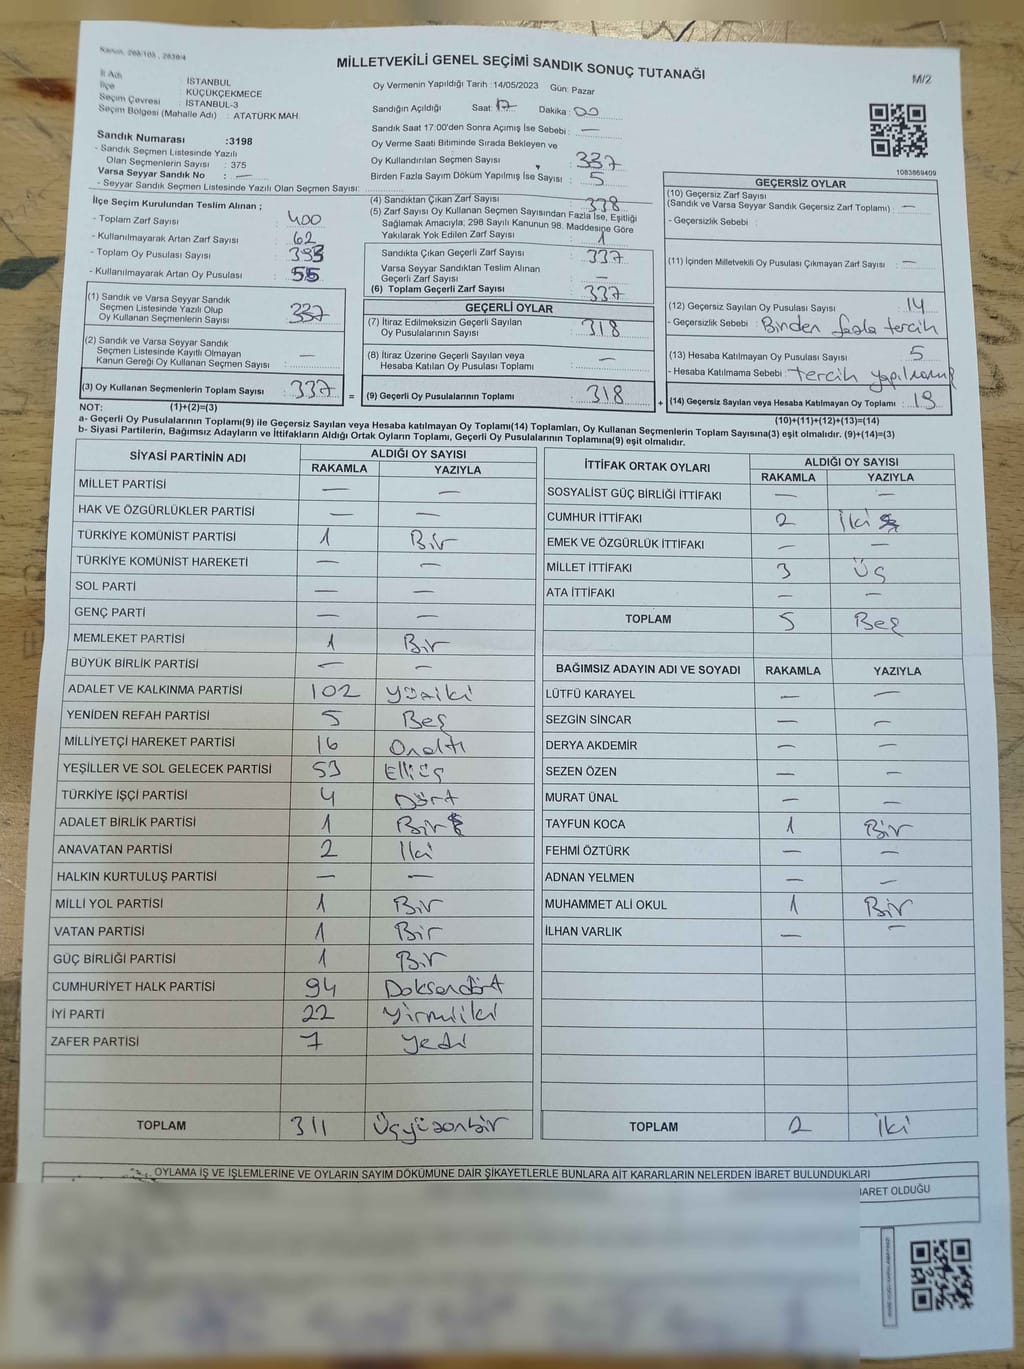 MİLLETVEKİLİ GENEL SEÇİMİ SANDIK SONUÇ TUTANAĞI
M/2
İl Adı İSTANBUL
İlçe KÜÇÜKÇEKMECE
Seçim Çevresi : İSTANBUL-3
Seçim Bölgesi (Mahalle Adı) : ATATÜRK MAH.
Oy Vermenin Yapıldığı Tarih : 14/05/2023 Gün: Pazar
Sandığın Açıldığı Saat: 17 Dakika : 00
Sandık Saat 17:00'den Sonra Açımış İse Sebebi : —
Oy Verme Saati Bitiminde Sırada Bekleyen ve
Oy Kullandırılan Seçmen Sayısı : 337
Birden Fazla Sayım Döküm Yapılmış İse Sayısı : 5
1083869409
Sandık Numarası :3198
- Sandık Seçmen Listesinde Yazılı
Olan Seçmenlerin Sayısı : 375
Varsa Seyyar Sandık No : —
- Seyyar Sandık Seçmen Listesinde Yazılı Olan Seçmen Sayısı:
İlçe Seçim Kurulundan Teslim Alınan ;
- Toplam Zarf Sayısı : 400
- Kullanılmayarak Artan Zarf Sayısı : 62
- Toplam Oy Pusulası Sayısı : 393
- Kullanılmayarak Artan Oy Pusulası : 55
(1) Sandık ve Varsa Seyyar Sandık
Seçmen Listesinde Yazılı Olup
Oy Kullanan Seçmenlerin Sayısı : 337
(2) Sandık ve Varsa Seyyar Sandık
Seçmen Listesinde Kayıtlı Olmayan
Kanun Gereği Oy Kullanan Seçmen Sayısı : —
(3) Oy Kullanan Seçmenlerin Toplam Sayısı : 337 =
(4) Sandıktan Çıkan Zarf Sayısı : 338
(5) Zarf Sayısı Oy Kullanan Seçmen Sayısından Fazla İse, Eşitliği
Sağlamak Amacıyla, 298 Sayılı Kanunun 98. Maddesine Göre
Yakılarak Yok Edilen Zarf Sayısı : 1
Sandıkta Çıkan Geçerli Zarf Sayısı : 337
Varsa Seyyar Sandıktan Teslim Alınan
Geçerli Zarf Sayısı : —
(6) Toplam Geçerli Zarf Sayısı : 337
GEÇERLİ OYLAR
(7) İtiraz Edilmeksizin Geçerli Sayılan
Oy Pusulalarının Sayısı : 318
(8) İtiraz Üzerine Geçerli Sayılan veya
Hesaba Katılan Oy Pusulası Toplamı : —
(9) Geçerli Oy Pusulalarının Toplamı : 318 +
GEÇERSİZ OYLAR
(10) Geçersiz Zarf Sayısı
(Sandık ve Varsa Seyyar Sandık Geçersiz Zarf Toplamı) : —
- Geçersizlik Sebebi :
(11) İçinden Milletvekili Oy Pusulası Çıkmayan Zarf Sayısı : —
(12) Geçersiz Sayılan Oy Pusulası Sayısı : 14
- Geçersizlik Sebebi : Birden fazla tercih
(13) Hesaba Katılmayan Oy Pusulası Sayısı : 5
- Hesaba Katılmama Sebebi : tercih
(14) Geçersiz Sayılan veya Hesaba Katılmayan Oy Toplamı : 19
NOT: (1)+(2)=(3) (10)+(11)+(12)+(13)=(14)
a- Geçerli Oy Pusulaları Toplamı(9) ile Geçersiz Sayılan veya Hesaba katılmayan Oy Toplamı(14) Toplamları, Oy Kullanan Seçmenlerin Toplam Sayısına(3) eşit olmalıdır. (9)+(14)=(3)
b- Siyasi Partilerin, Bağımsız Adayların ve İttifakların Aldığı Ortak Oyların Toplamı, Geçerli Oy Pusulalarının Toplamına(9) eşit olmalıdır.
SİYASİ PARTİNİN ADI ALDIĞI OY SAYISI
RAKAMLA YAZIYLA
MİLLET PARTİSİ — —
HAK VE ÖZGÜRLÜKLER PARTİSİ — —
TÜRKİYE KOMÜNİST PARTİSİ 1 Bir
TÜRKİYE KOMÜNİST HAREKETİ — —
SOL PARTİ — —
GENÇ PARTİ — —
MEMLEKET PARTİSİ 1 Bir
BÜYÜK BİRLİK PARTİSİ — —
ADALET VE KALKINMA PARTİSİ 102 yüziki
YENİDEN REFAH PARTİSİ 5 Beş
MİLLİYETÇİ HAREKET PARTİSİ 16 Onaltı
YEŞİLLER VE SOL GELECEK PARTİSİ 53 Elliüç
TÜRKİYE İŞÇİ PARTİSİ 4 Dört
ADALET BİRLİK PARTİSİ 1 Bir
ANAVATAN PARTİSİ 2 İki
HALKIN KURTULUŞ PARTİSİ — —
MİLLİ YOL PARTİSİ 1 Bir
VATAN PARTİSİ 1 Bir
GÜÇ BİRLİĞİ PARTİSİ 1 Bir
CUMHURİYET HALK PARTİSİ 94 Doksandört
İYİ PARTİ 22 yirmiiki
ZAFER PARTİSİ 7 yedi
TOPLAM 311 Üçyüzonbir
İTTİFAK ORTAK OYLARI ALDIĞI OY SAYISI
RAKAMLA YAZIYLA
SOSYALİST GÜÇ BİRLİĞİ İTTİFAKI — —
CUMHUR İTTİFAKI 2 İki
EMEK VE ÖZGÜRLÜK İTTİFAKI — —
MİLLET İTTİFAKI 3 Üç
ATA İTTİFAKI — —
TOPLAM 5 Beş
BAĞIMSIZ ADAYIN ADI VE SOYADI RAKAMLA YAZIYLA
LÜTFÜ KARAYEL — —
SEZGİN SİNCAR — —
DERYA AKDEMİR — —
SEZEN ÖZEN — —
MURAT ÜNAL — —
TAYFUN KOCA 1 Bir
FEHMİ ÖZTÜRK — —
ADNAN YELMEN — —
MUHAMMET ALİ OKUL 1 Bir
İLHAN VARLIK — —
TOPLAM 2 İki
OYLAMA İŞ VE İŞLEMLERİNE VE OYLARIN SAYIM DÖKÜMÜNE DAİR ŞİKAYETLERLE BUNLARA AİT KARARLARIN NELERDEN İBARET BULUNDUKLARI
İBARET OLDUĞU